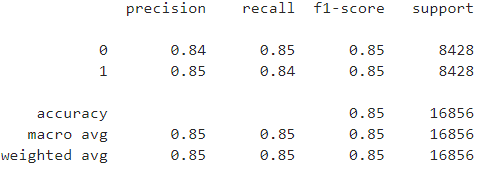 precision recall f1-score support
0 0.84 0.85 0.85 8428
1 0.85 0.84 0.85 8428
accuracy 0.85 16856
macro avg 0.85 0.85 0.85 16856
weighted avg 0.85 0.85 0.85 16856